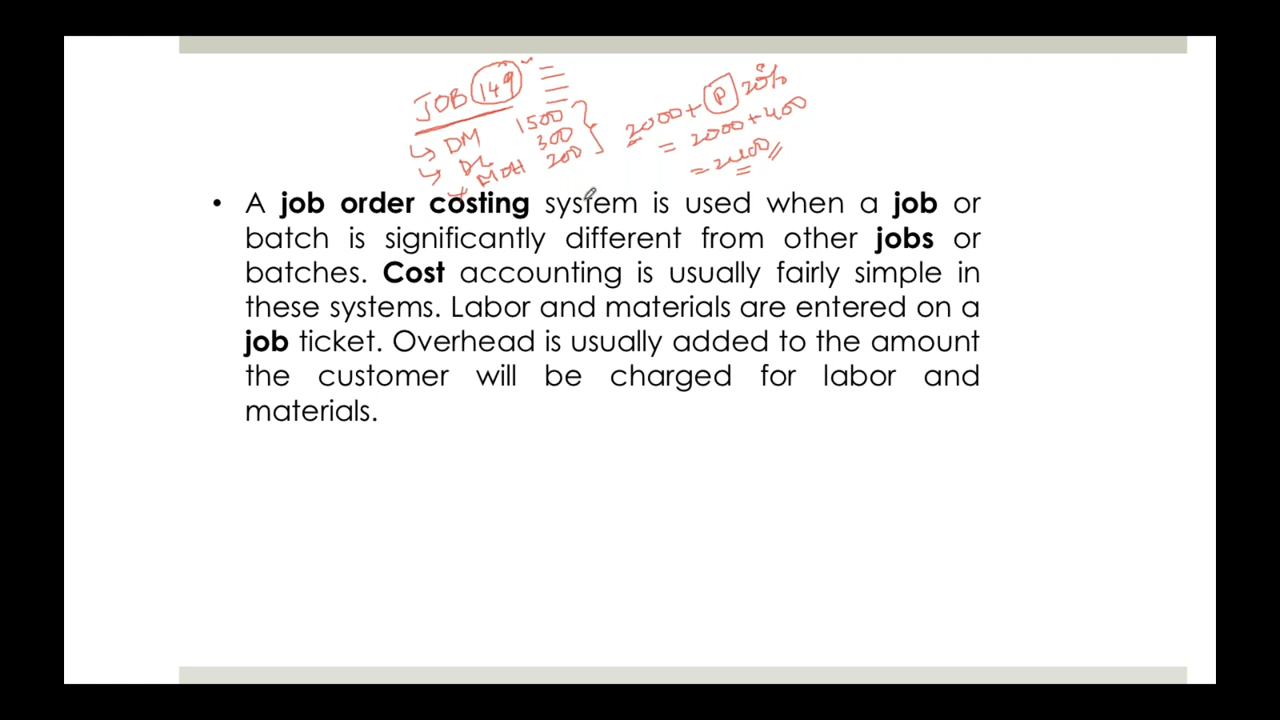 JOB 149
DM 1500
DL 300
MOH 200
2000 + P 20%
= 2000 + 400
= 2400
• A job order costing system is used when a job or
batch is significantly different from other jobs or
batches. Cost accounting is usually fairly simple in
these systems. Labor and materials are entered on a
job ticket. Overhead is usually added to the amount
the customer will be charged for labor and
materials.